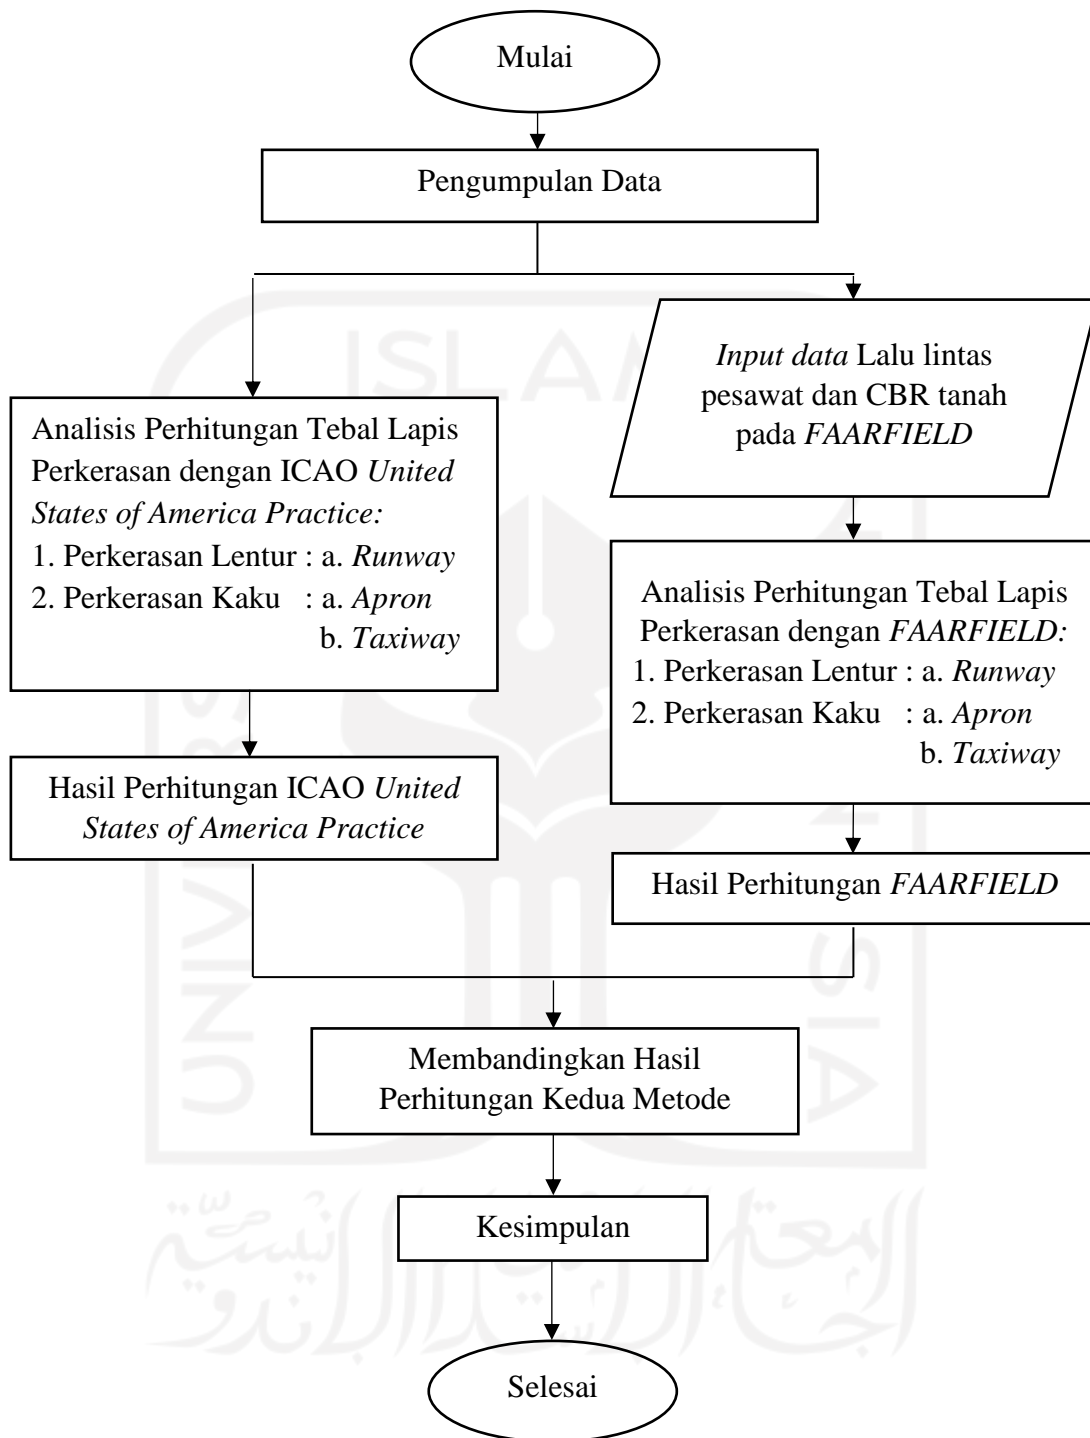 Mulai
Pengumpulan Data
Analisis Perhitungan Tebal Lapis
Perkerasan dengan ICAO United
States of America Practice:
1. Perkerasan Lentur : a. Runway
2. Perkerasan Kaku : a. Apron
b. Taxiway
Hasil Perhitungan ICAO United
States of America Practice
Input data Lalu lintas
pesawat dan CBR tanah
pada FAARFIELD
Analisis Perhitungan Tebal Lapis
Perkerasan dengan FAARFIELD:
1. Perkerasan Lentur : a. Runway
2. Perkerasan Kaku : a. Apron
b. Taxiway
Hasil Perhitungan FAARFIELD
Membandingkan Hasil
Perhitungan Kedua Metode
Kesimpulan
Selesai